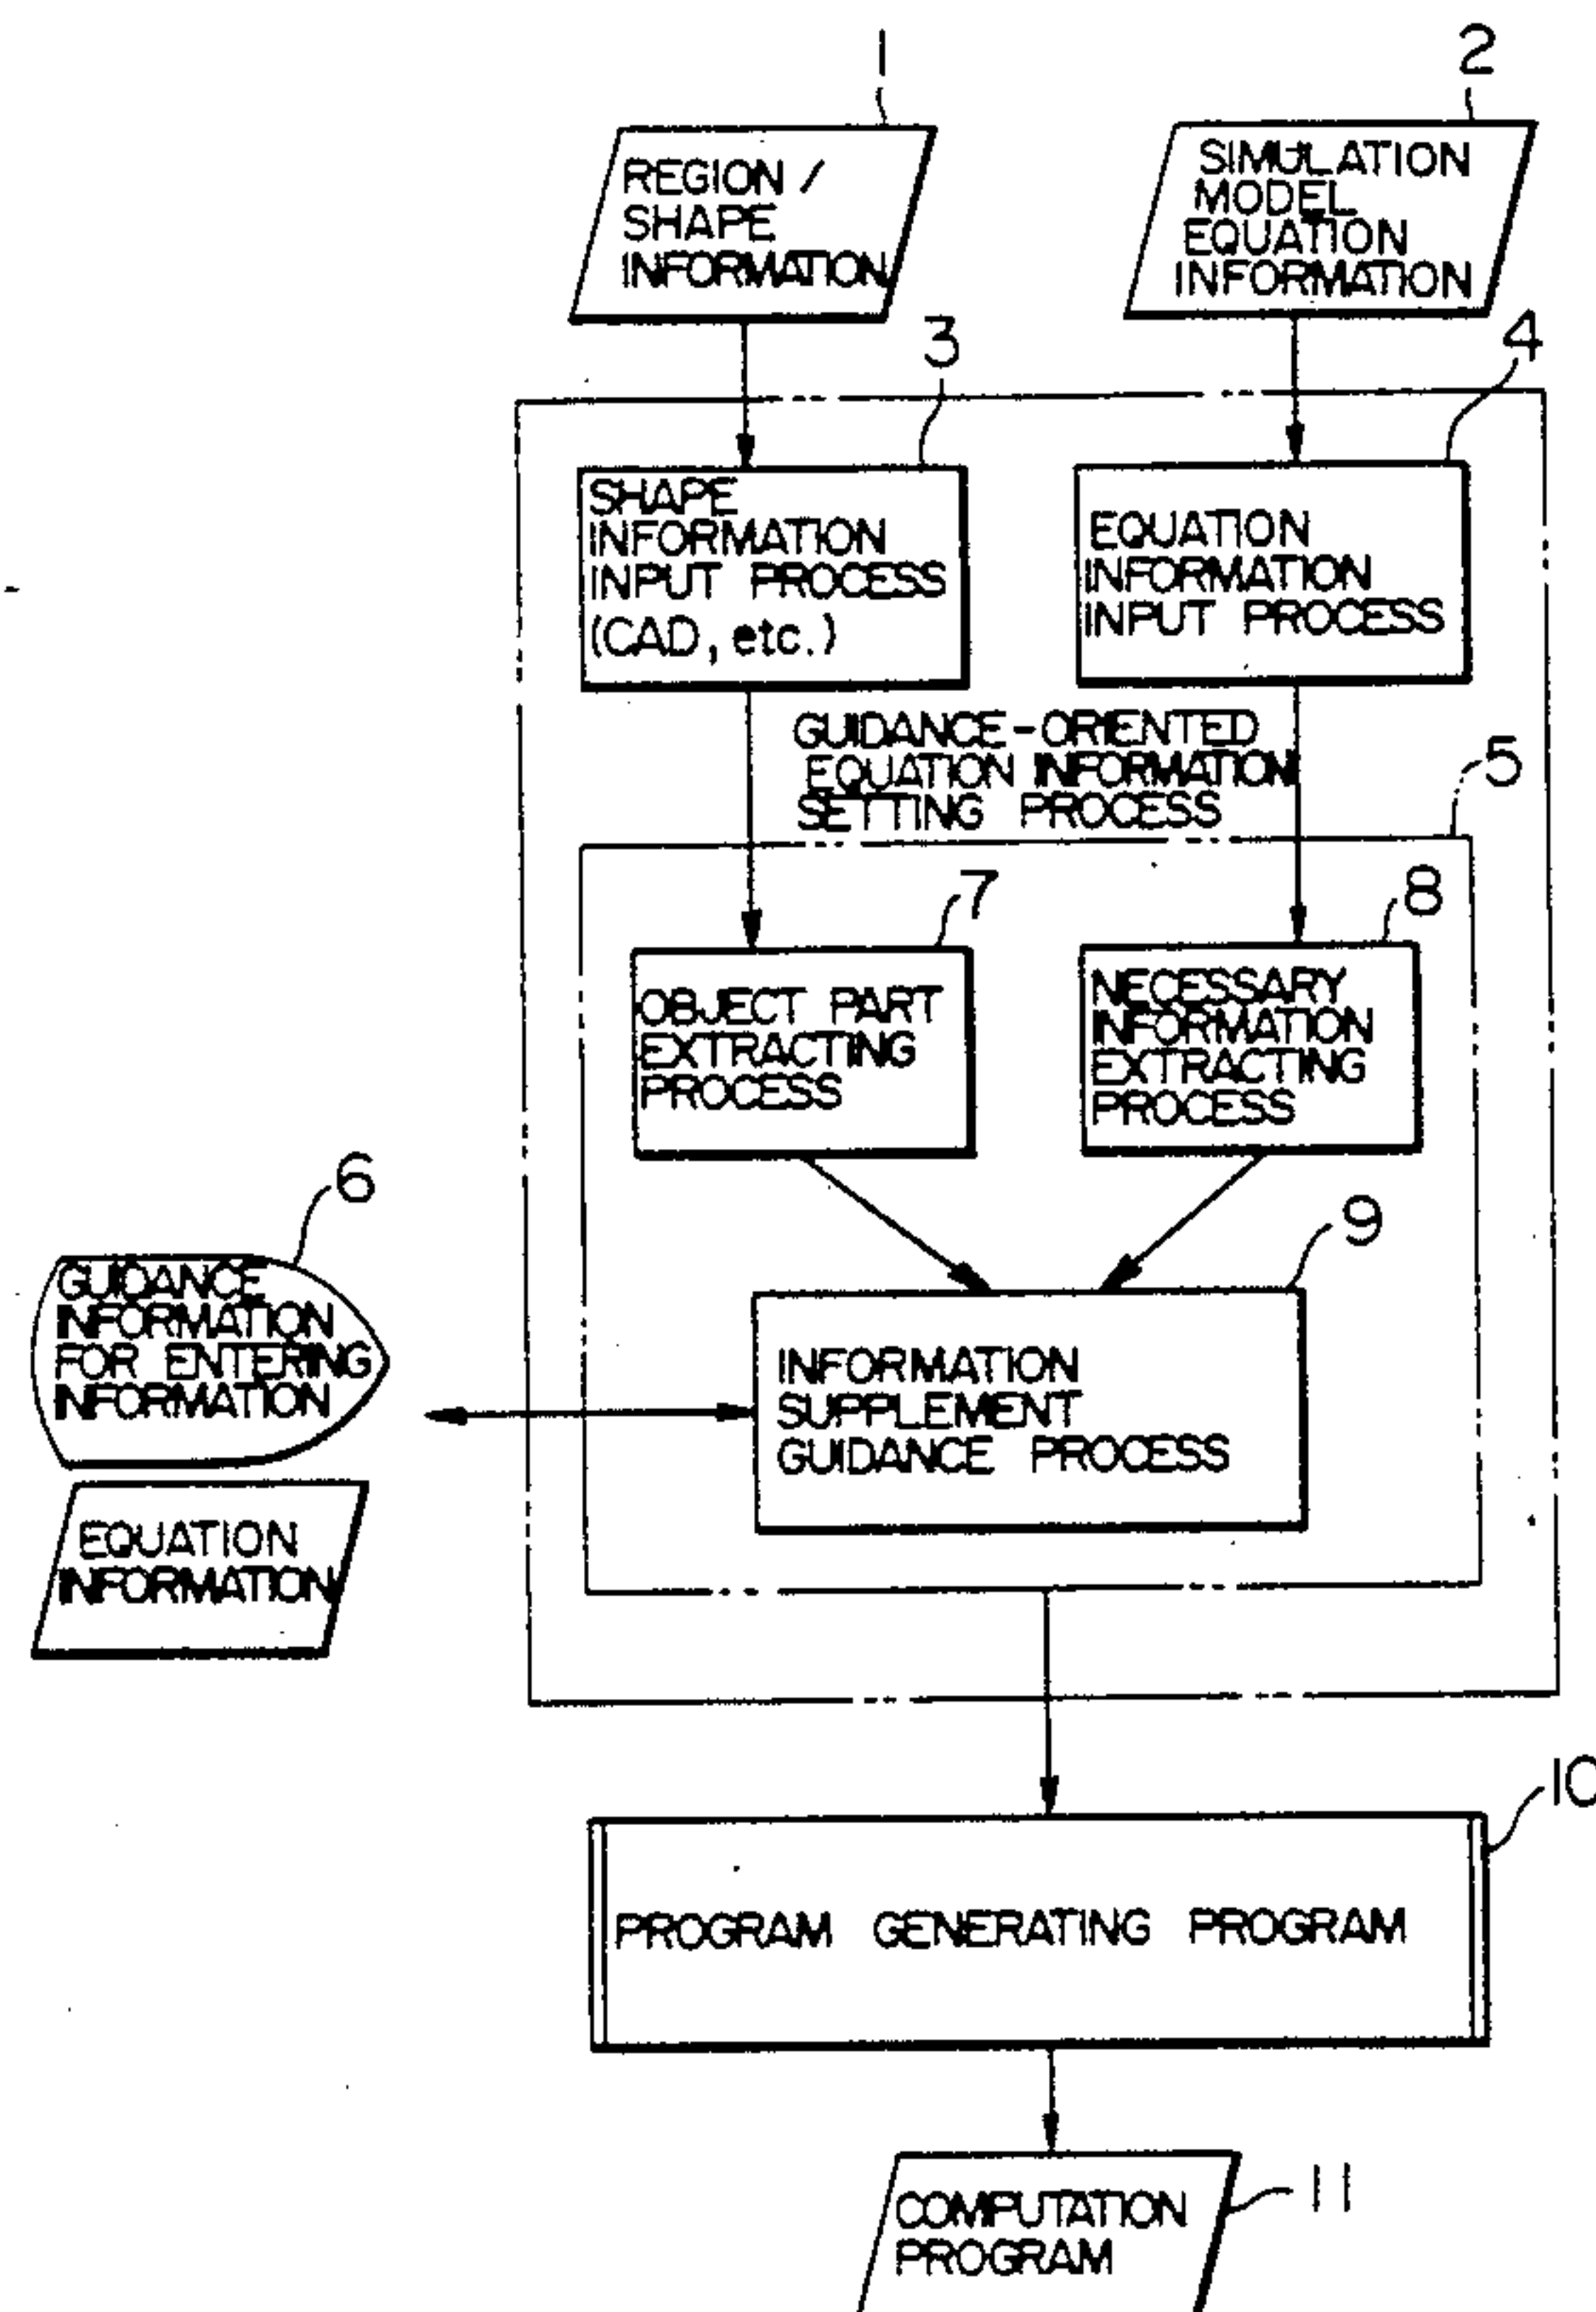 1
2
REGION /
SHAPE
INFORMATION
SIMULATION
MODEL
EQUATION
INFORMATION
3
4
SHAPE
INFORMATION
INPUT PROCESS
(CAD, etc.)
EQUATION
INFORMATION
INPUT PROCESS
GUIDANCE-ORIENTED
EQUATION INFORMATION
SETTING PROCESS
5
7
8
OBJECT PART
EXTRACTING
PROCESS
NECESSARY
INFORMATION
EXTRACTING
PROCESS
6
9
GUIDANCE
INFORMATION
FOR ENTERING
INFORMATION
INFORMATION
SUPPLEMENT
GUIDANCE PROCESS
EQUATION
INFORMATION
10
PROGRAM GENERATING PROGRAM
11
COMPUTATION
PROGRAM